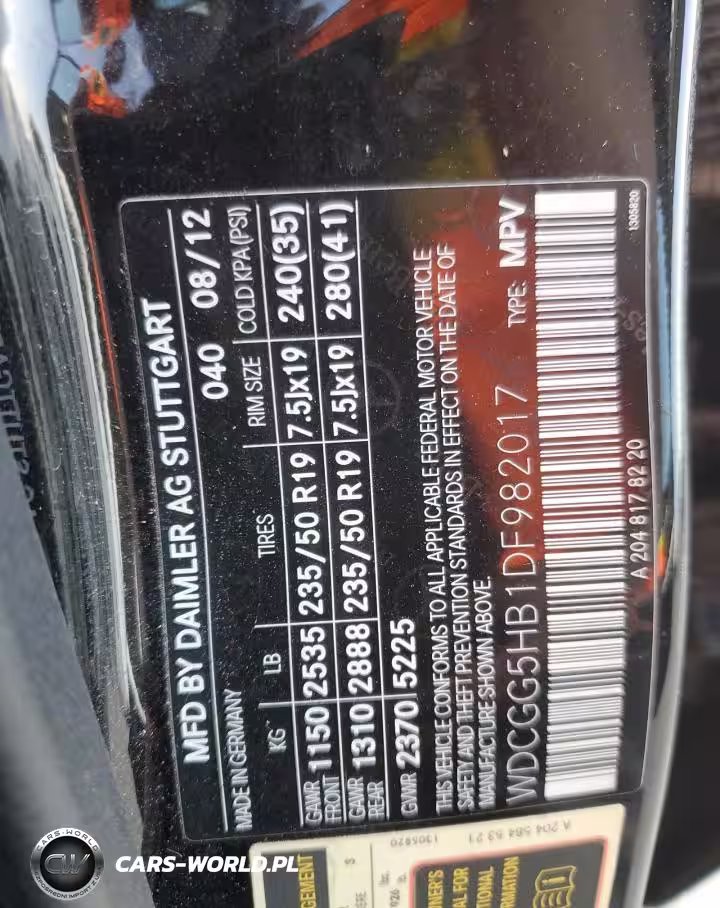 MFD BY DAIMLER AG STUTTGART
040
MADE IN GERMANY 08/12
KG LB TIRES RIM SIZE COLD KPA (PSI)
GAWR FRONT 1150 2535 235/50 R19 7.5Jx19 240(35)
GAWR REAR 1310 2888 235/50 R19 7.5Jx19 280(41)
GVWR 2370 5225
THIS VEHICLE CONFORMS TO ALL APPLICABLE FEDERAL MOTOR VEHICLE
SAFETY AND THEFT PREVENTION STANDARDS IN EFFECT ON THE DATE OF
MANUFACTURE SHOWN ABOVE.
WDCGG5HB1DF982017 TYPE: MPV
A 204 817 82 20
1305820
A 204 584 53 21
1305820
CARS-WORLD.PL
CARS-WORLD
CW